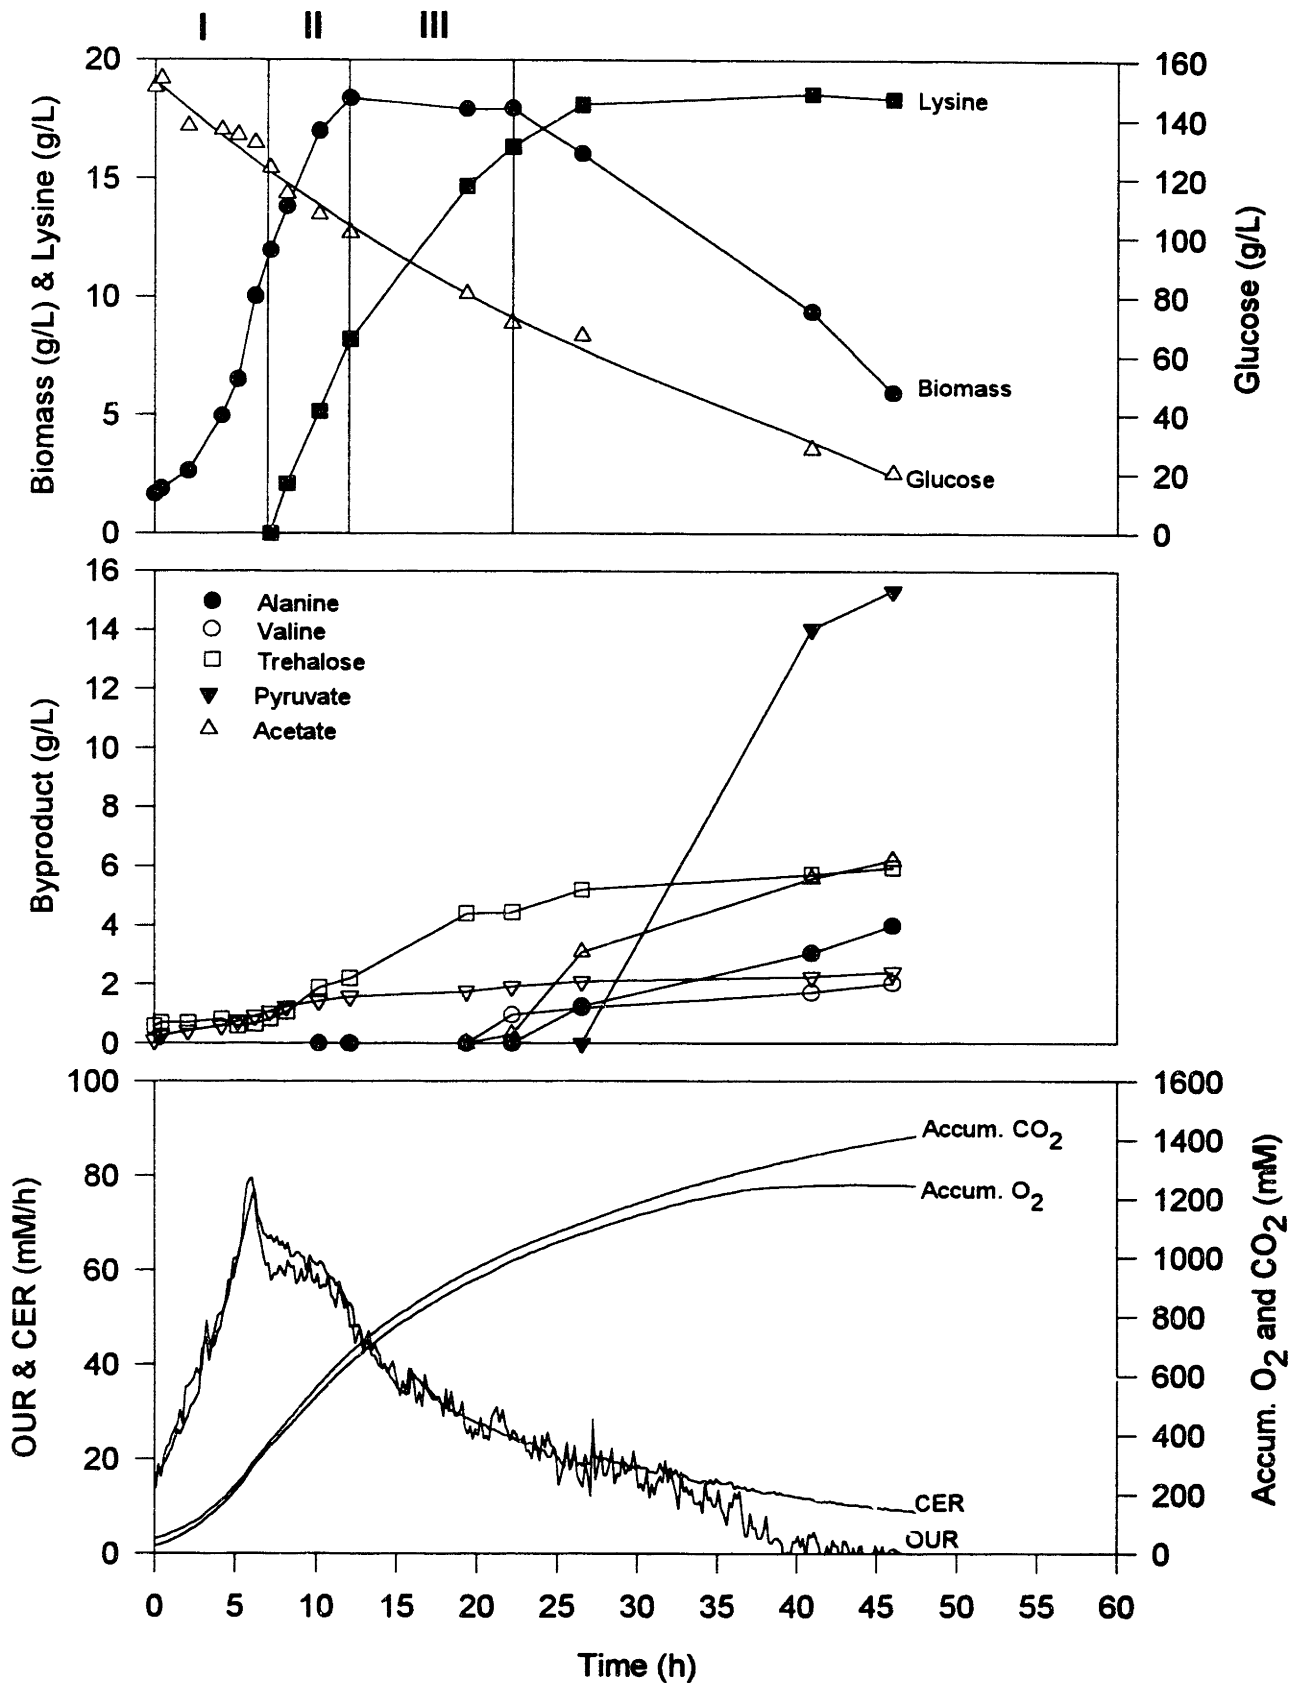 I II III
20
15
10
5
0
Biomass (g/L) & Lysine (g/L)
160
140
120
100
80
60
40
20
0
Glucose (g/L)
Lysine
Biomass
Glucose
16
14
12
10
8
6
4
2
0
Byproduct (g/L)
Alanine
Valine
Trehalose
Pyruvate
Acetate
100
80
60
40
20
0
OUR & CER (mM/h)
1600
1400
1200
1000
800
600
400
200
0
Accum. O2 and CO2 (mM)
Accum. CO2
Accum. O2
CER
OUR
0 5 10 15 20 25 30 35 40 45 50 55 60
Time (h)